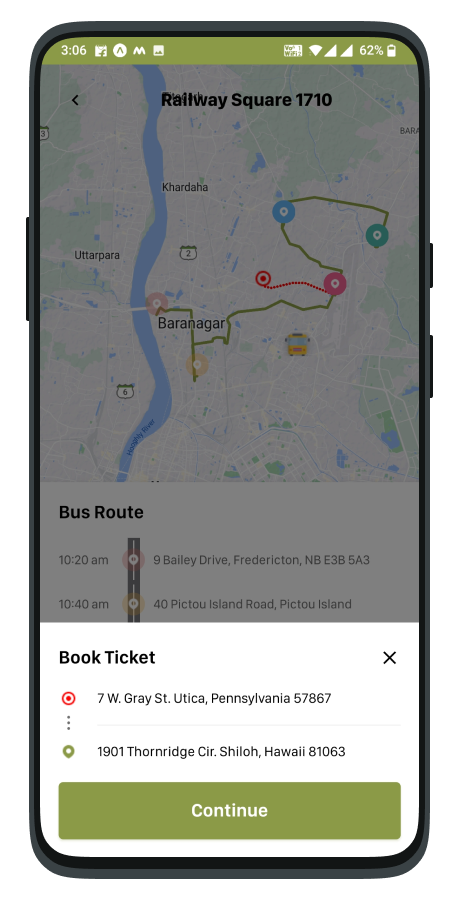 3:06
Vo) WiFi2
62%
Railway Square 1710
BARA
3
Khardaha
2
Uttarpara
Baranagar
6
Hooghly River
Bus Route
10:20 am
9 Bailey Drive, Fredericton, NB E3B 5A3
10:40 am
40 Pictou Island Road, Pictou Island
Book Ticket
7 W. Gray St. Utica, Pennsylvania 57867
1901 Thornridge Cir. Shiloh, Hawaii 81063
Continue